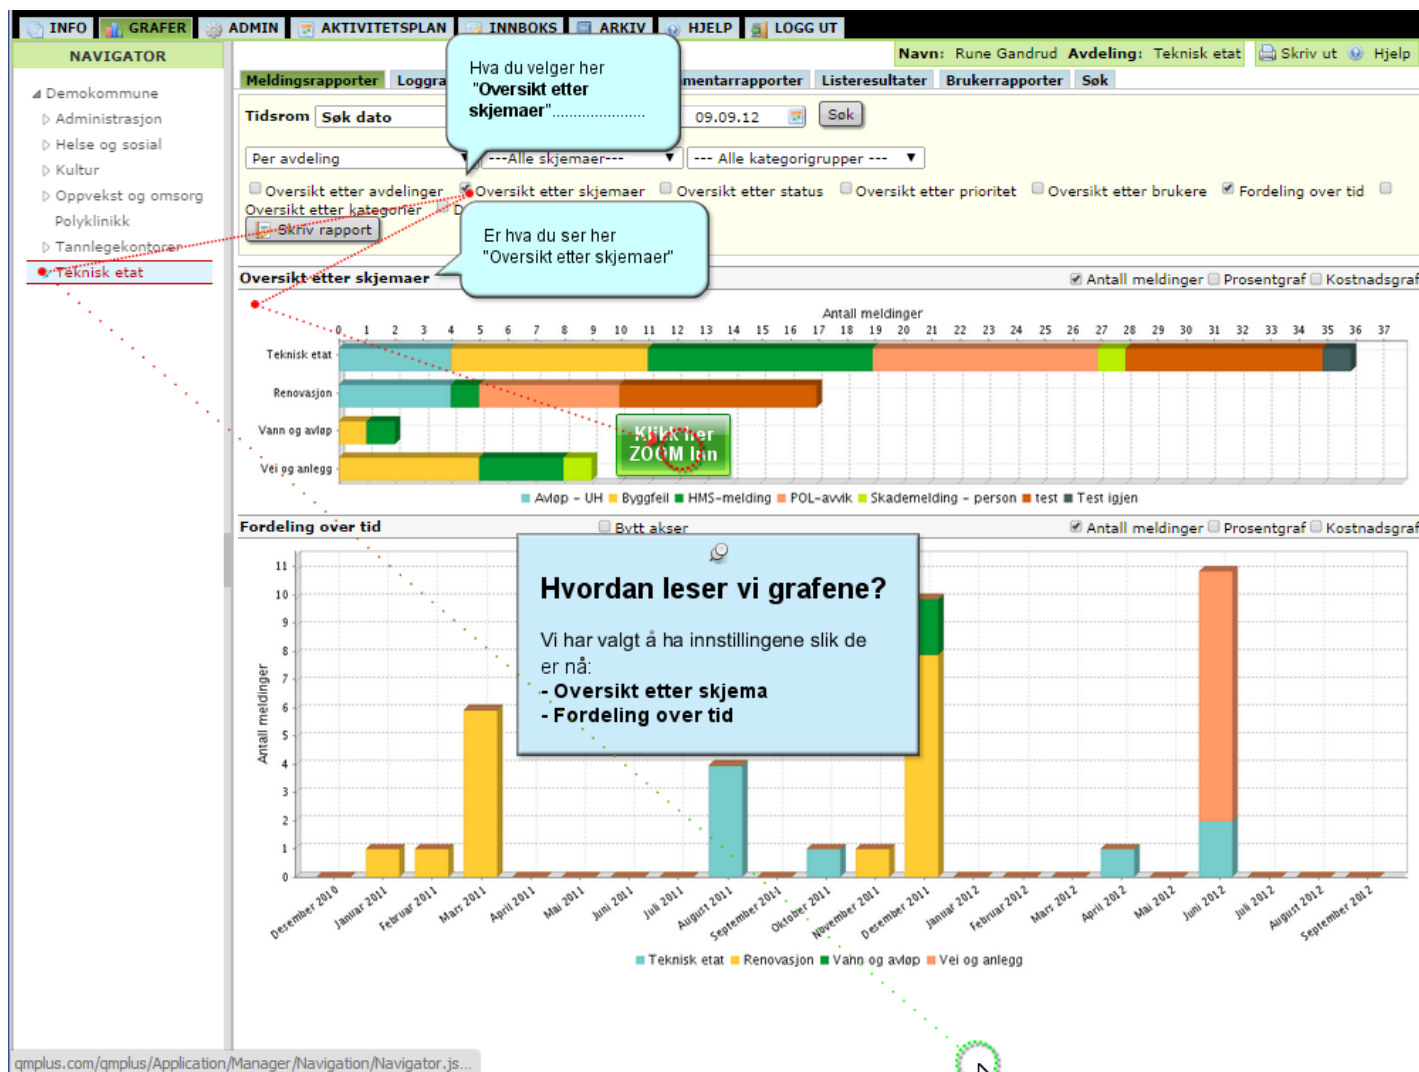 INFO GRAFER ADMIN AKTIVITETSPLAN INNBOKS ARKIV HJELP LOGG UT
NAVIGATOR
Navn: Rune Gandrud Avdeling: Teknisk etat Skriv ut Hjelp
Meldingsrapporter Loggra mentarrapporter Listeresultater Brukerrapporter Søk
Hva du velger her
"Oversikt etter
skjemaer"......................
Demokommune
Administrasjon
Helse og sosial
Kultur
Oppvekst og omsorg
Polyklinikk
Tannlegekontorer
Teknisk etat
Tidsrom Søk dato 09.09.12 Søk
Per avdeling ---Alle skjemaer--- --- Alle kategorigrupper ---
Oversikt etter avdelinger Oversikt etter skjemaer Oversikt etter status Oversikt etter prioritet Oversikt etter brukere Fordeling over tid
Oversikt etter kategorier D
Skriv rapport
Er hva du ser her
"Oversikt etter skjemaer"
Oversikt etter skjemaer Antall meldinger Prosentgraf Kostnadsgraf
Antall meldinger
0 1 2 3 4 5 6 7 8 9 10 11 12 13 14 15 16 17 18 19 20 21 22 23 24 25 26 27 28 29 30 31 32 33 34 35 36 37
Teknisk etat
Renovasjon
Vann og avløp
Vei og anlegg
Klikk her
ZOOM Inn
Avløp - UH Byggfeil HMS-melding POL-avvik Skademelding - person test Test igjen
Fordeling over tid Bytt akser Antall meldinger Prosentgraf Kostnadsgraf
Hvordan leser vi grafene?
Vi har valgt å ha innstillingene slik de
er nå:
- Oversikt etter skjema
- Fordeling over tid
Antall meldinger
11
10
9
8
7
6
5
4
3
2
1
0
Desember 2010 Januar 2011 Februar 2011 Mars 2011 April 2011 Mai 2011 Juni 2011 Juli 2011 August 2011 September 2011 Oktober 2011 November 2011 Desember 2011 Januar 2012 Februar 2012 Mars 2012 April 2012 Mai 2012 Juni 2012 Juli 2012 August 2012 September 2012
Teknisk etat Renovasjon Vann og avløp Vei og anlegg
qmplus.com/qmplus/Application/Manager/Navigation/Navigator.js...